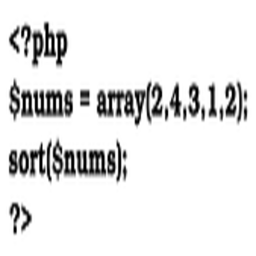 <?php
$nums = array(2,4,3,1,2);
sort($nums);
?>